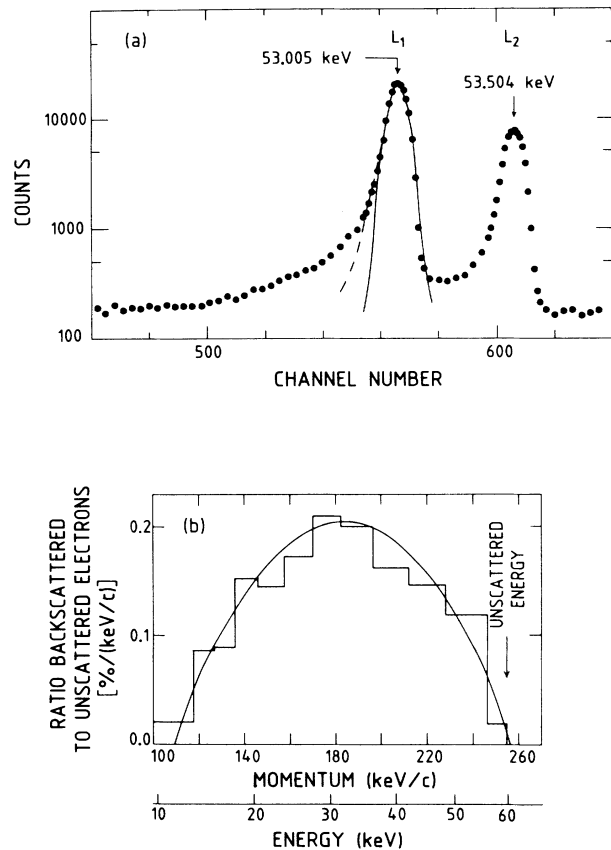 (a)
L₁
L₂
53.005 keV
53.504 keV
10000
1000
100
COUNTS
500
600
CHANNEL NUMBER
(b)
0.2
0.1
0.0
RATIO BACKSCATTERED
TO UNSCATTERED ELECTRONS
[%/(keV/c)]
UNSCATTERED
ENERGY
100
140
180
220
260
MOMENTUM (keV/c)
10
20
30
40
50
60
ENERGY (keV)